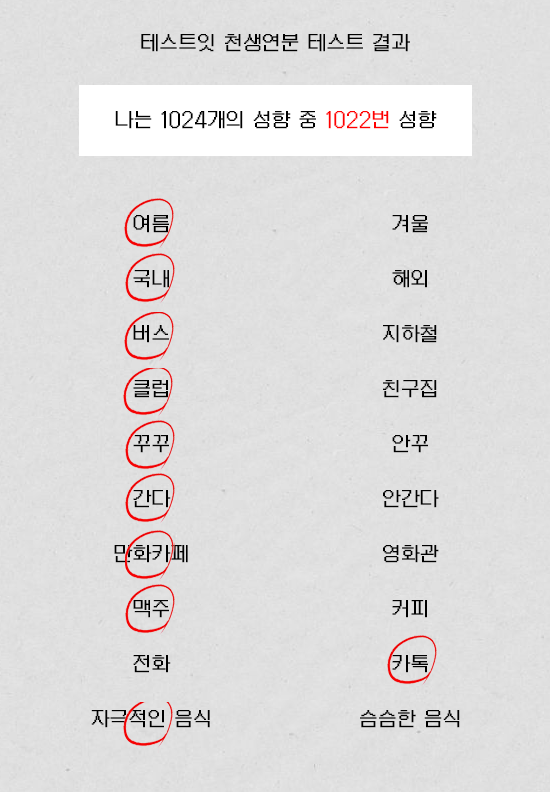 테스트잇 천생연분 테스트 결과
나는 1024개의 성향 중 1022번 성향
여름 겨울
국내 해외
버스 지하철
클럽 친구집
꾸꾸 안꾸
간다 안간다
만화카페 영화관
맥주 커피
전화 카톡
자극적인 음식 슴슴한 음식